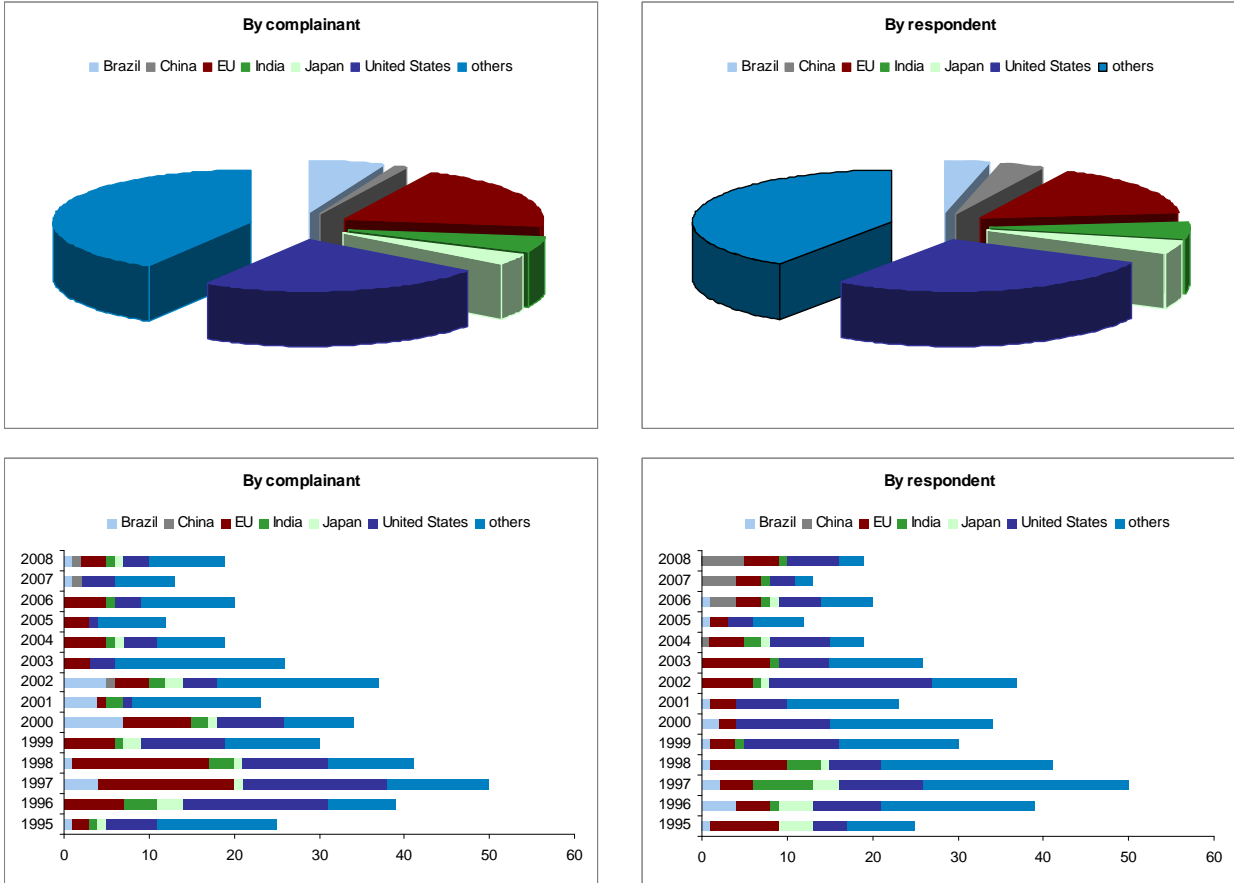 By complainant
Brazil China EU India Japan United States others
By respondent
Brazil China EU India Japan United States others
By complainant
Brazil China EU India Japan United States others
2008
2007
2006
2005
2004
2003
2002
2001
2000
1999
1998
1997
1996
1995
0 10 20 30 40 50 60
By respondent
Brazil China EU India Japan United States others
2008
2007
2006
2005
2004
2003
2002
2001
2000
1999
1998
1997
1996
1995
0 10 20 30 40 50 60